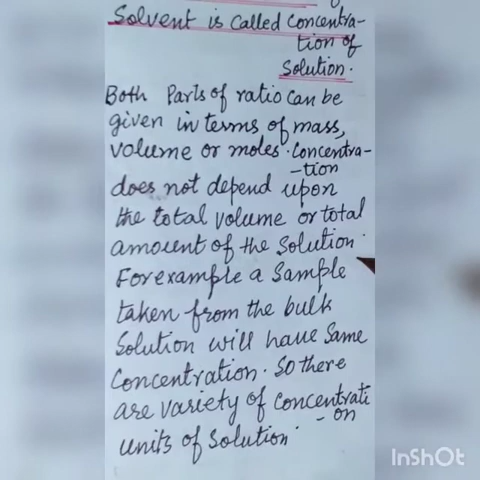 Solvent is called Concentra-
tion of
Solution.
Both Parts of ratio can be
given in terms of mass,
volume or moles. Concentra-
-tion
does not depend upon
the total volume or total
amount of the solution.
For example a Sample
taken from the bulk
Solution will have Same
Concentration. So there
are variety of concentrati
-on
units of solution.
InShOt